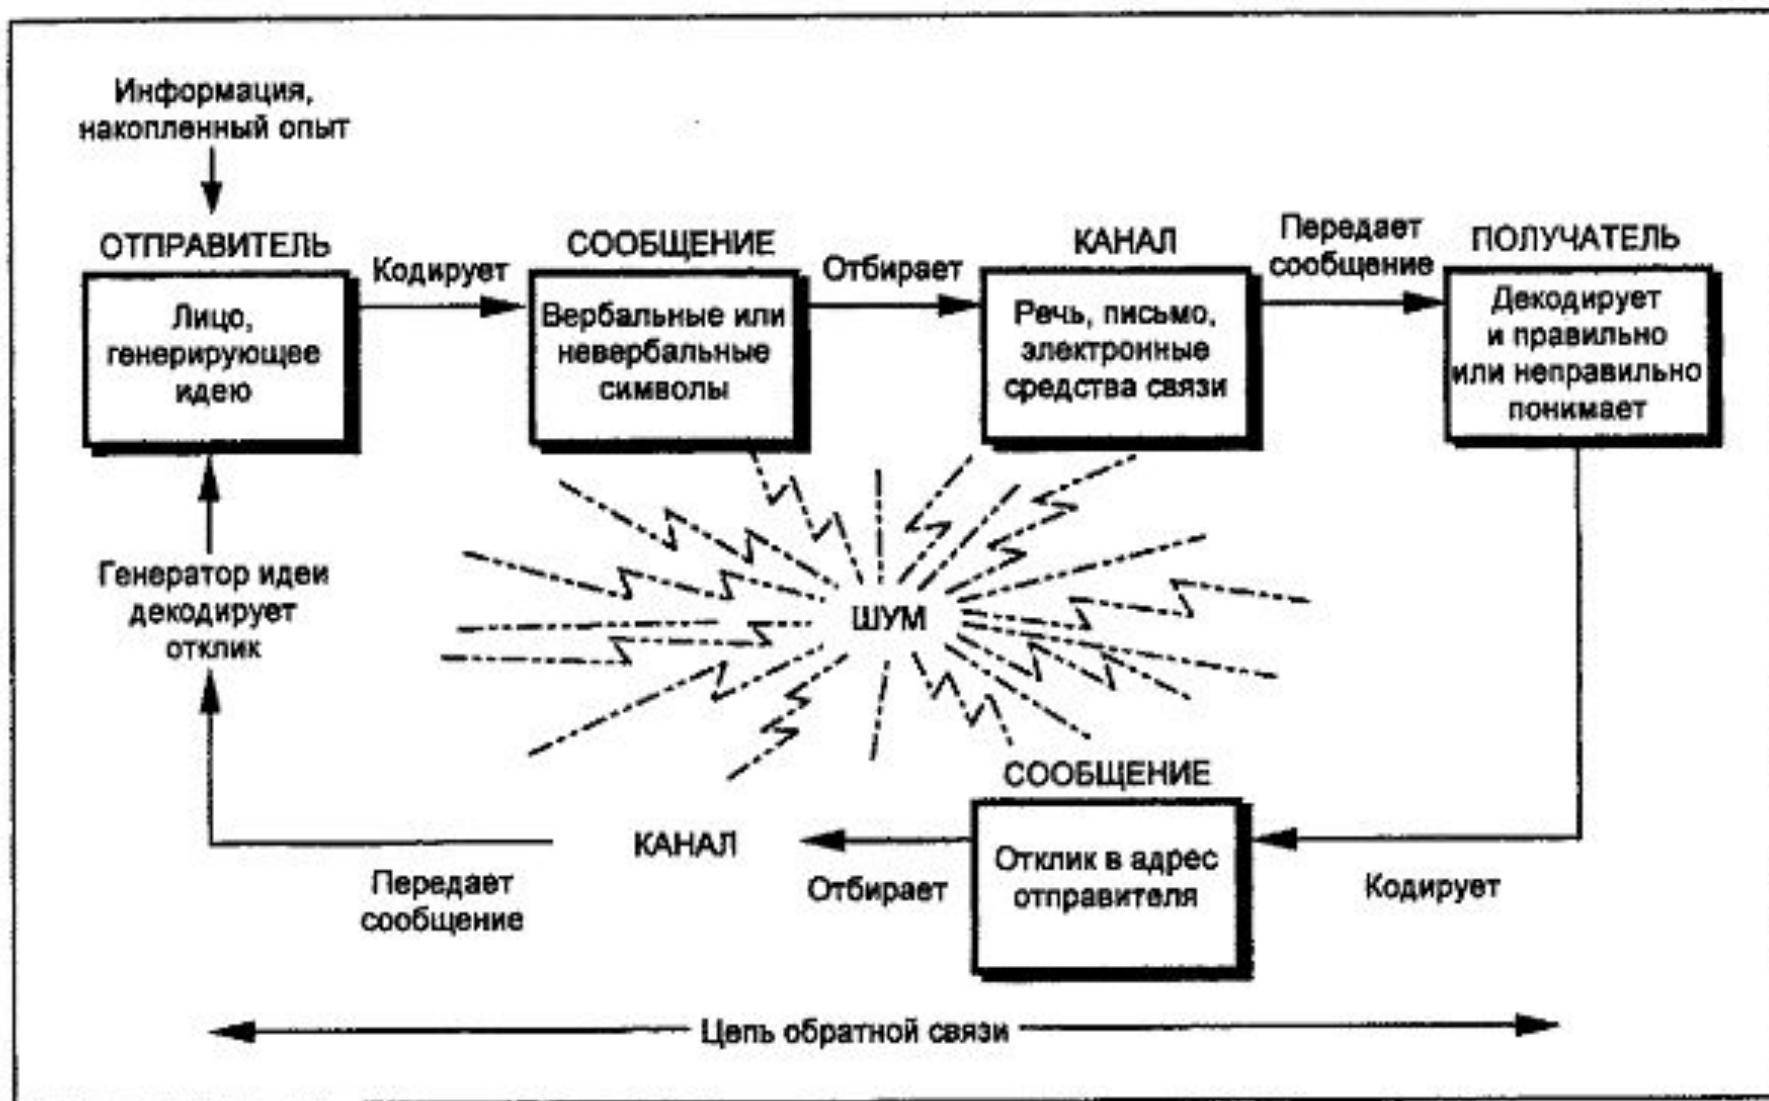 Информация,
накопленный опыт
ОТПРАВИТЕЛЬ
Лицо,
генерирующее
идею
Кодирует
СООБЩЕНИЕ
Вербальные или
невербальные
символы
Отбирает
КАНАЛ
Речь, письмо,
электронные
средства связи
Передает
сообщение
ПОЛУЧАТЕЛЬ
Декодирует
и правильно
или неправильно
понимает
ШУМ
Генератор идеи
декодирует
отклик
СООБЩЕНИЕ
Отклик в адрес
отправителя
Кодирует
Отбирает
КАНАЛ
Передает
сообщение
Цепь обратной связи